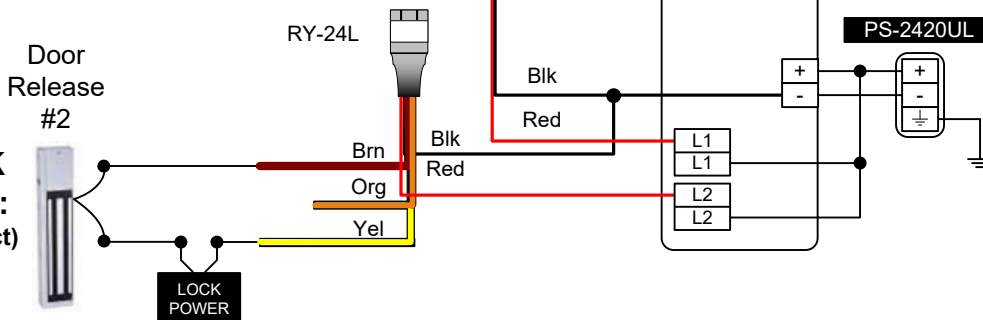 RY-24L
PS-2420UL
Door
Release
#2
K
:
ct)
Blk
Red
Blk
Red
Brn
Org
Yel
LOCK
POWER
L1
L1
L2
L2
+
-
+
-